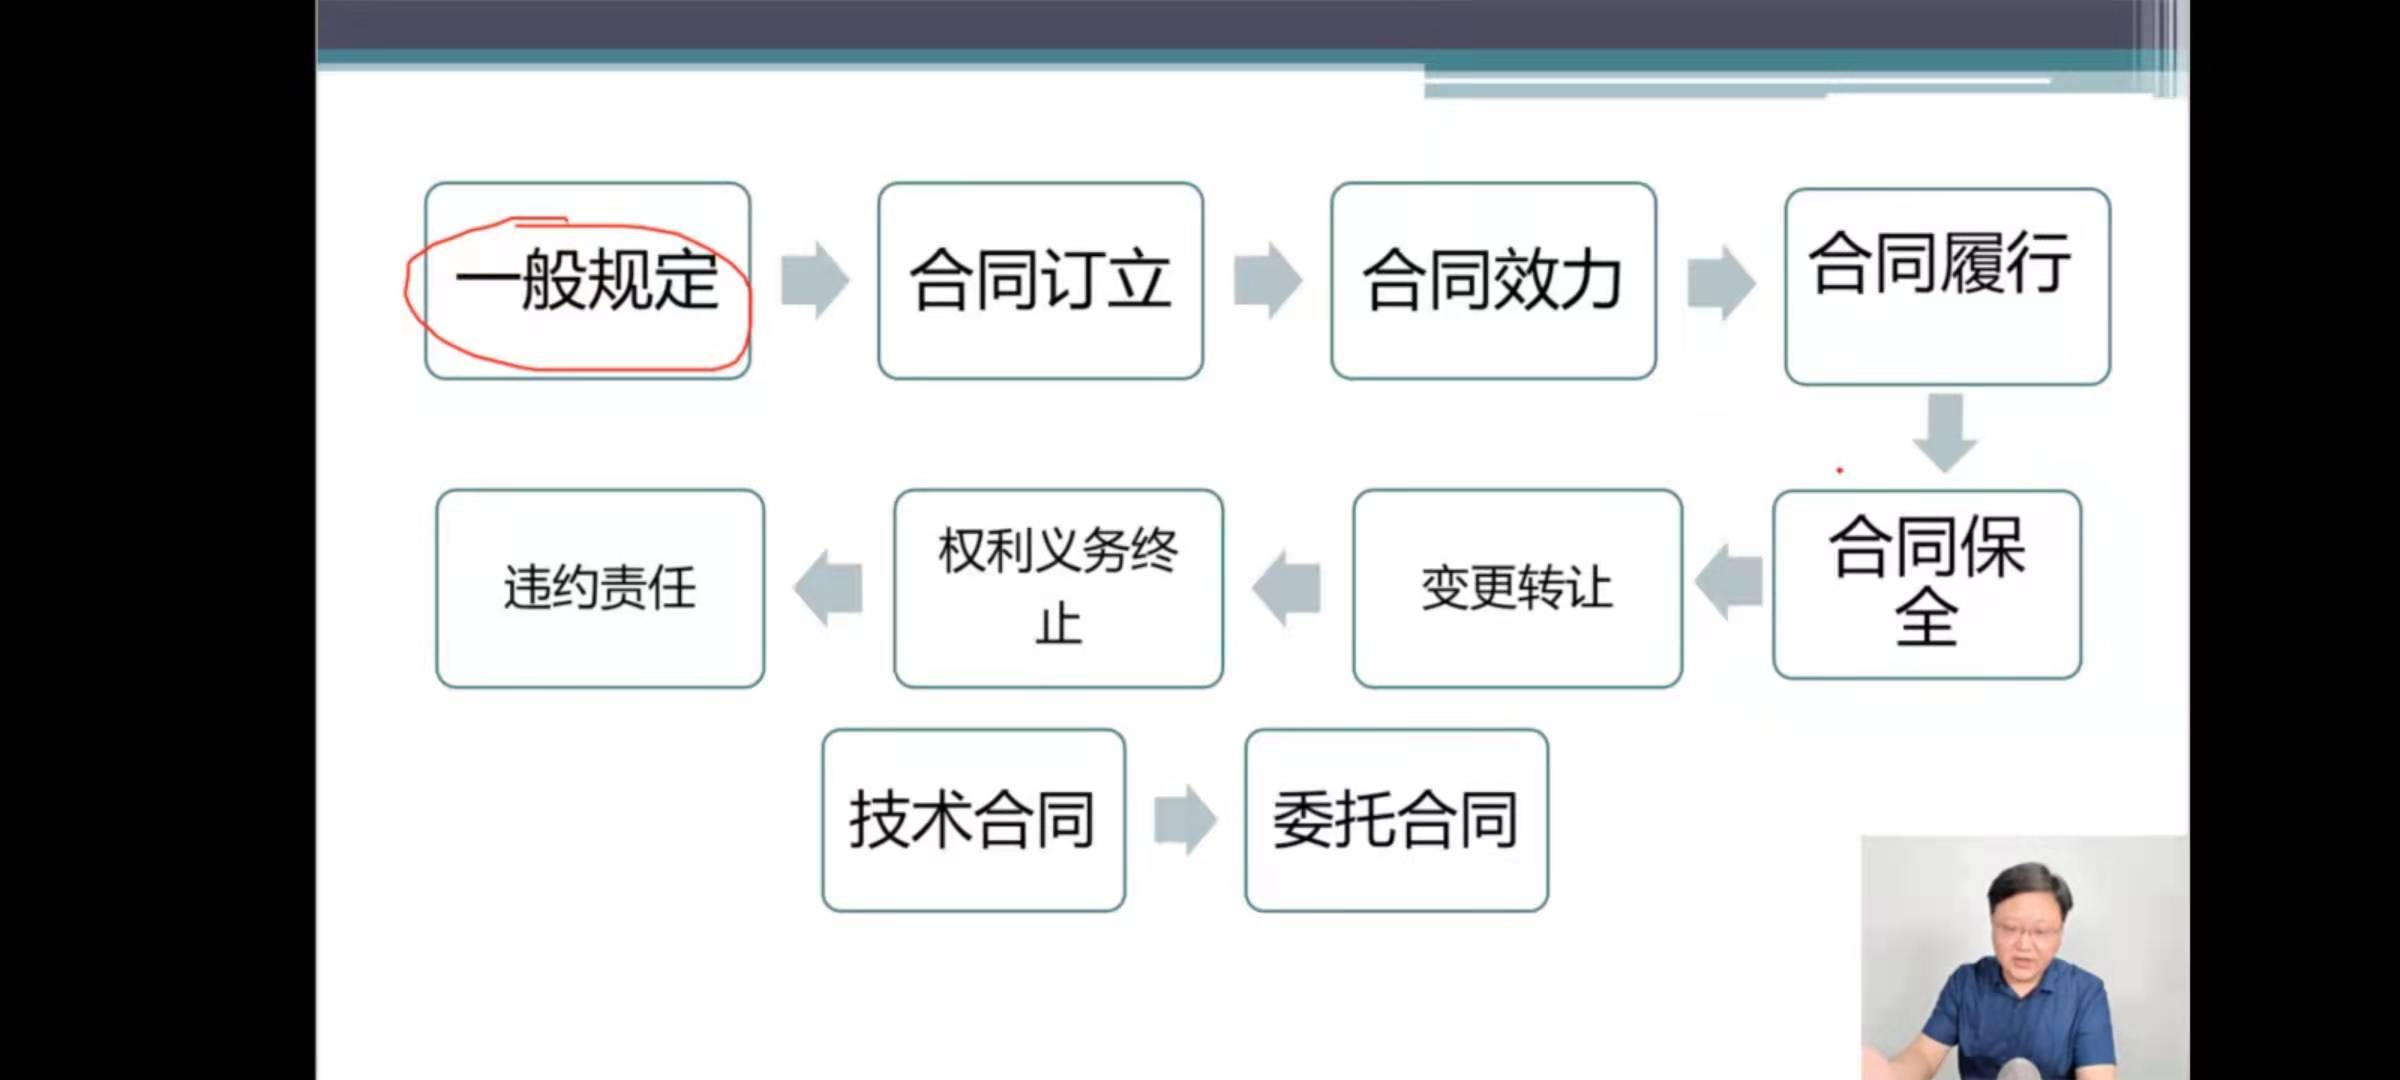 一般规定
合同订立
合同效力
合同履行
合同保
全
变更转让
权利义务终
止
违约责任
技术合同
委托合同